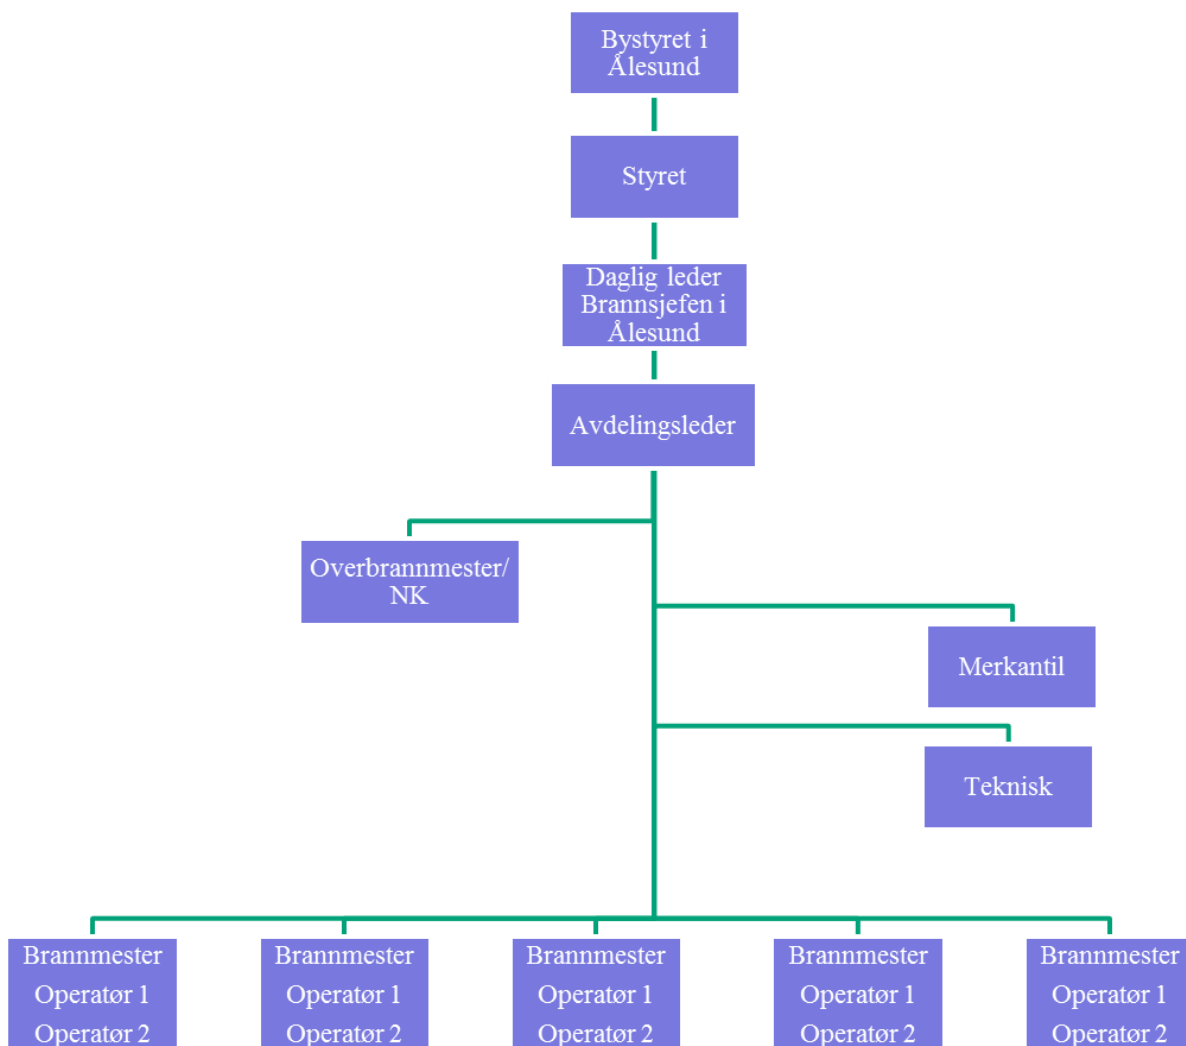 Bystyret i
Ålesund
Styret
Daglig leder
Brannsjefen i
Ålesund
Avdelingsleder
Overbrannmester/
NK
Merkantil
Teknisk
Brannmester
Operatør 1
Operatør 2
Brannmester
Operatør 1
Operatør 2
Brannmester
Operatør 1
Operatør 2
Brannmester
Operatør 1
Operatør 2
Brannmester
Operatør 1
Operatør 2